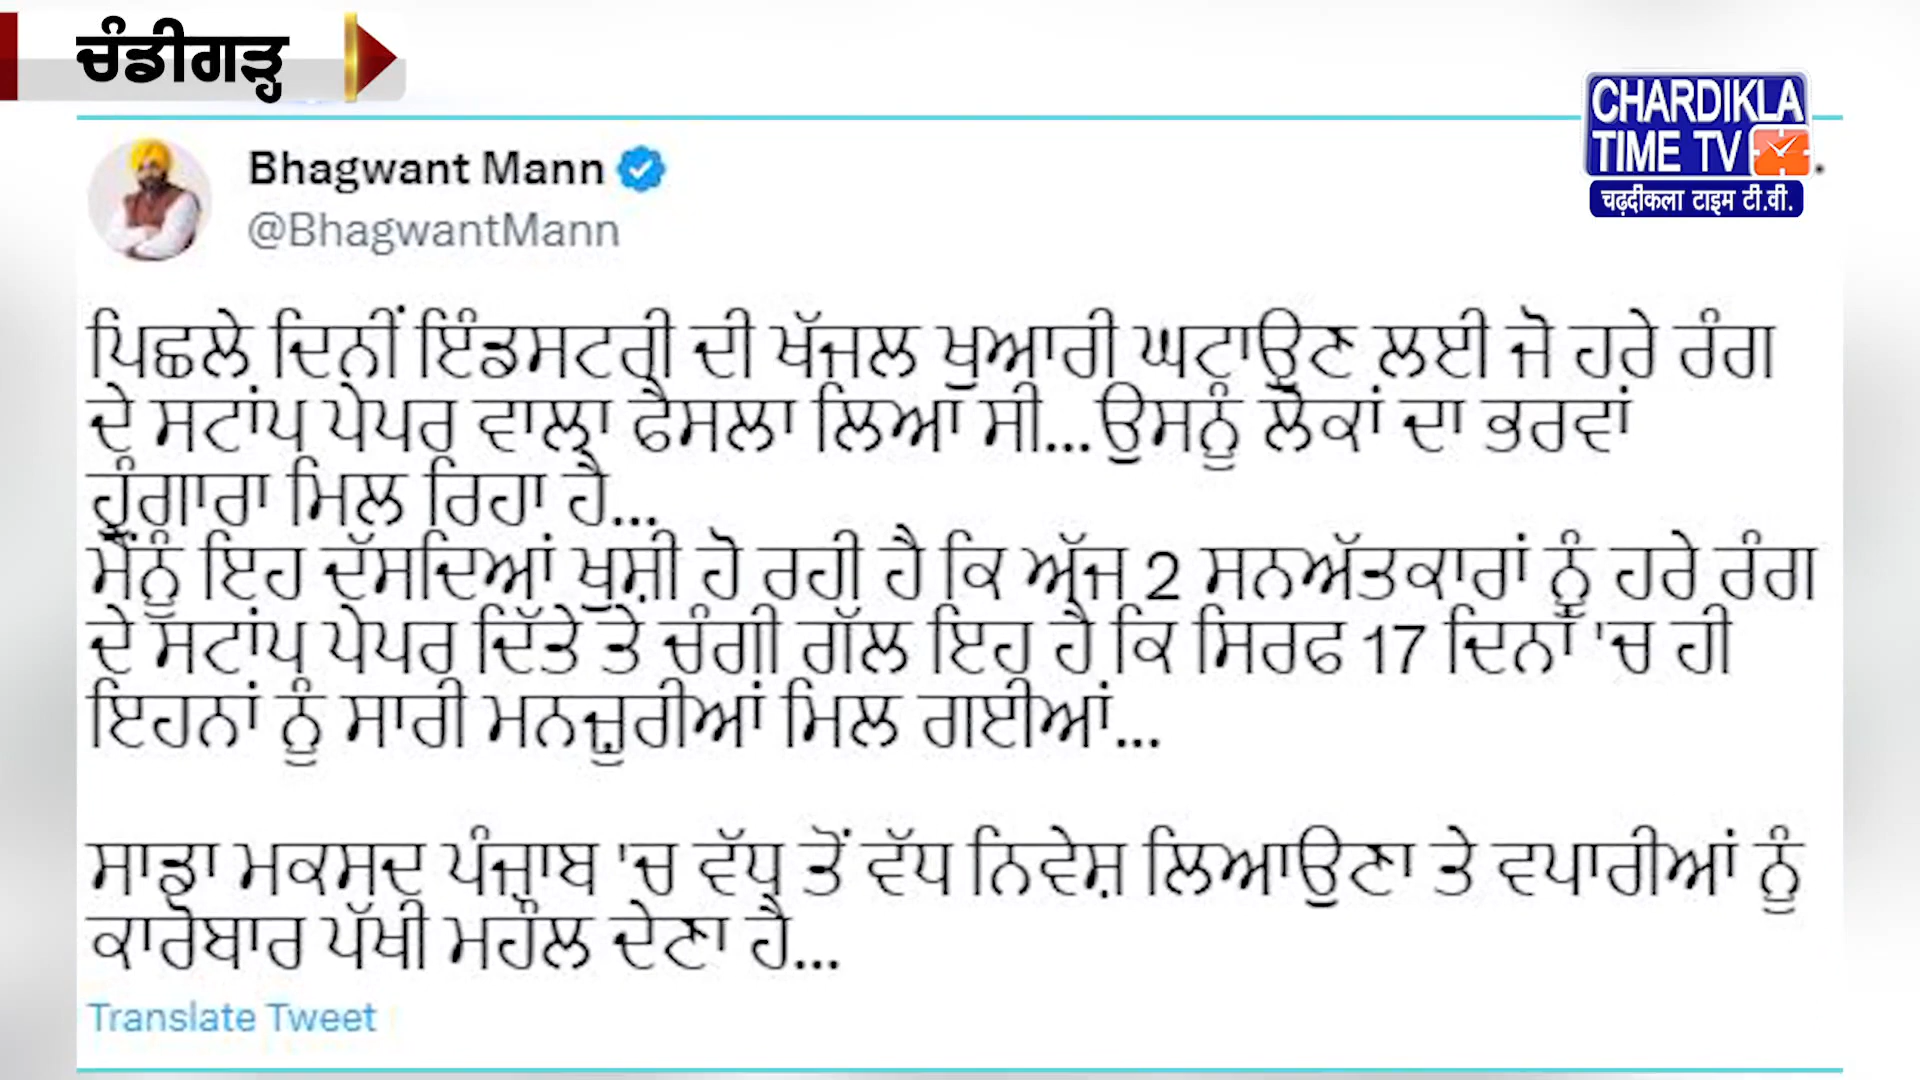 ਚੰਡੀਗੜ੍ਹ
CHARDIKLA
TIME TV
चढ़दीकला टाइम टी.वी.
Bhagwant Mann
@BhagwantMann
ਪਿਛਲੇ ਦਿਨੀਂ ਇੰਡਸਟਰੀ ਦੀ ਖੱਜਲ ਖੁਆਰੀ ਘਟਾਉਣ ਲਈ ਜੋ ਹਰੇ ਰੰਗ
ਦੇ ਸਟਾਂਪ ਪੇਪਰ ਵਾਲਾ ਫੈਸਲਾ ਲਿਆ ਸੀ...ਉਸਨੂੰ ਲੋਕਾਂ ਦਾ ਭਰਵਾਂ
ਹੁੰਗਾਰਾ ਮਿਲ ਰਿਹਾ ਹੈ...
ਮੈਂਨੂੰ ਇਹ ਦੱਸਦਿਆਂ ਖੁਸ਼ੀ ਹੋ ਰਹੀ ਹੈ ਕਿ ਅੱਜ 2 ਸਨਅੱਤਕਾਰਾਂ ਨੂੰ ਹਰੇ ਰੰਗ
ਦੇ ਸਟਾਂਪ ਪੇਪਰ ਦਿੱਤੇ ਤੇ ਚੰਗੀ ਗੱਲ ਇਹ ਹੈ ਕਿ ਸਿਰਫ 17 ਦਿਨਾਂ 'ਚ ਹੀ
ਇਹਨਾਂ ਨੂੰ ਸਾਰੀ ਮਨਜ਼ੂਰੀਆਂ ਮਿਲ ਗਈਆਂ...
ਸਾਡਾ ਮਕਸਦ ਪੰਜਾਬ 'ਚ ਵੱਧ ਤੋਂ ਵੱਧ ਨਿਵੇਸ਼ ਲਿਆਉਣਾ ਤੇ ਵਪਾਰੀਆਂ ਨੂੰ
ਕਾਰੋਬਾਰ ਪੱਖੀ ਮਹੌਲ ਦੇਣਾ ਹੈ...
Translate Tweet